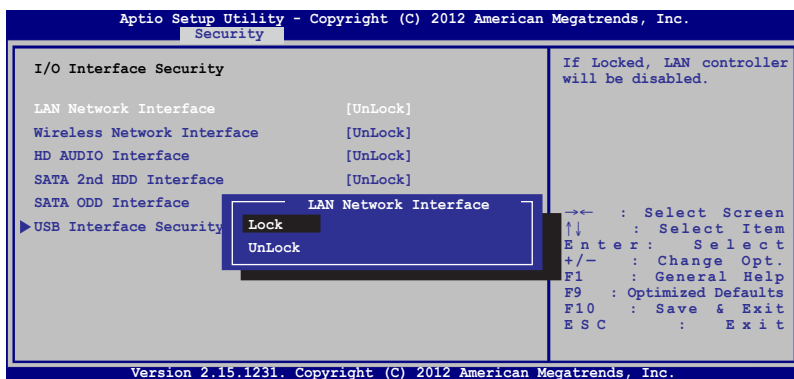 Aptio Setup Utility - Copyright (C) 2012 American Megatrends, Inc.
Security
I/O Interface Security
LAN Network Interface [UnLock]
Wireless Network Interface [UnLock]
HD AUDIO Interface [UnLock]
SATA 2nd HDD Interface [UnLock]
SATA ODD Interface
USB Interface Security
LAN Network Interface
Lock
UnLock
If Locked, LAN controller
will be disabled.
→← : Select Screen
↑↓ : Select Item
Enter: Select
+/— : Change Opt.
F1 : General Help
F9 : Optimized Defaults
F10 : Save & Exit
ESC : Exit
Version 2.15.1231. Copyright (C) 2012 American Megatrends, Inc.